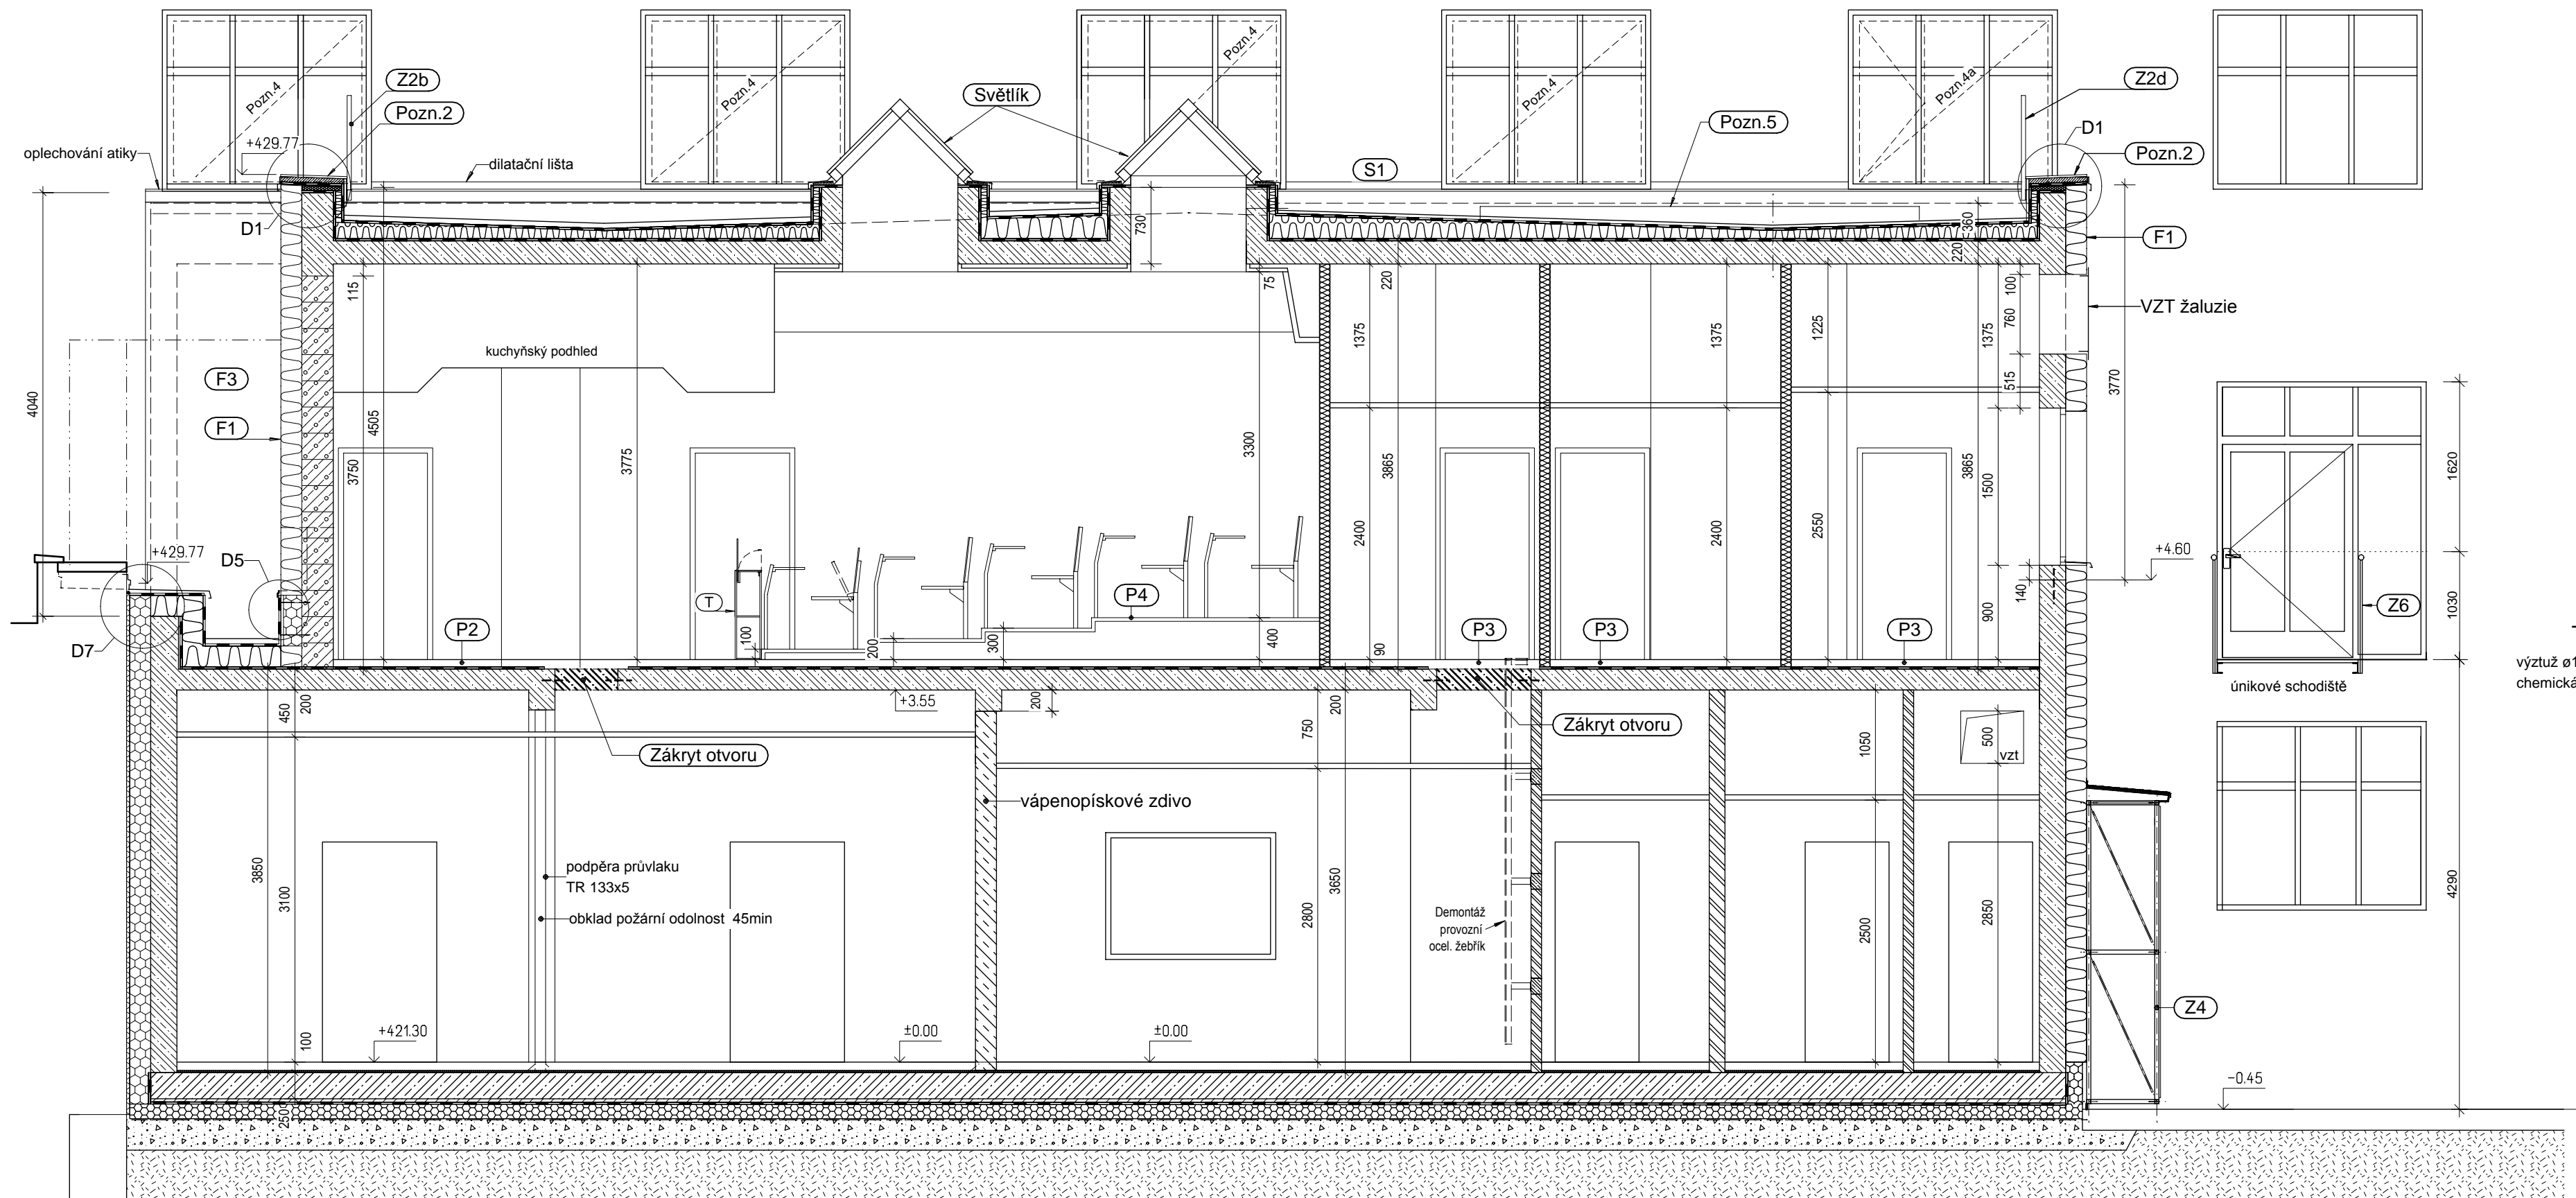 Pozn.4
Z2b
Pozn.2
+429.77
oplechování atiky
dilatační lišta
D1
Pozn.4
Světlík
Pozn.4
Pozn.4
Pozn.5
S1
Pozn.4a
Z2d
D1
Pozn.2
F1
VZT žaluzie
730
360
220
115
75
220
100
760
1375
515
1375
1375
1225
3770
kuchyňský podhled
F3
F1
4040
4505
3750
3775
3300
3865
2400
2400
2550
3865
1500
900
140
+4.60
1620
1030
Z6
únikové schodiště
výztuž ø1
chemická
+429.77
D5
D7
T
P2
P4
P3
P3
P3
100
200
300
400
90
450
200
+3.55
200
750
200
1050
500
vzt
Zákryt otvoru
Zákryt otvoru
vápenopískové zdivo
podpěra průvlaku
TR 133x5
obklad požární odolnost 45min
3850
3100
2800
3650
Demontáž
provozní
ocel. žebřík
2500
2850
4290
Z4
100
+421.30
±0.00
±0.00
-0.45
250